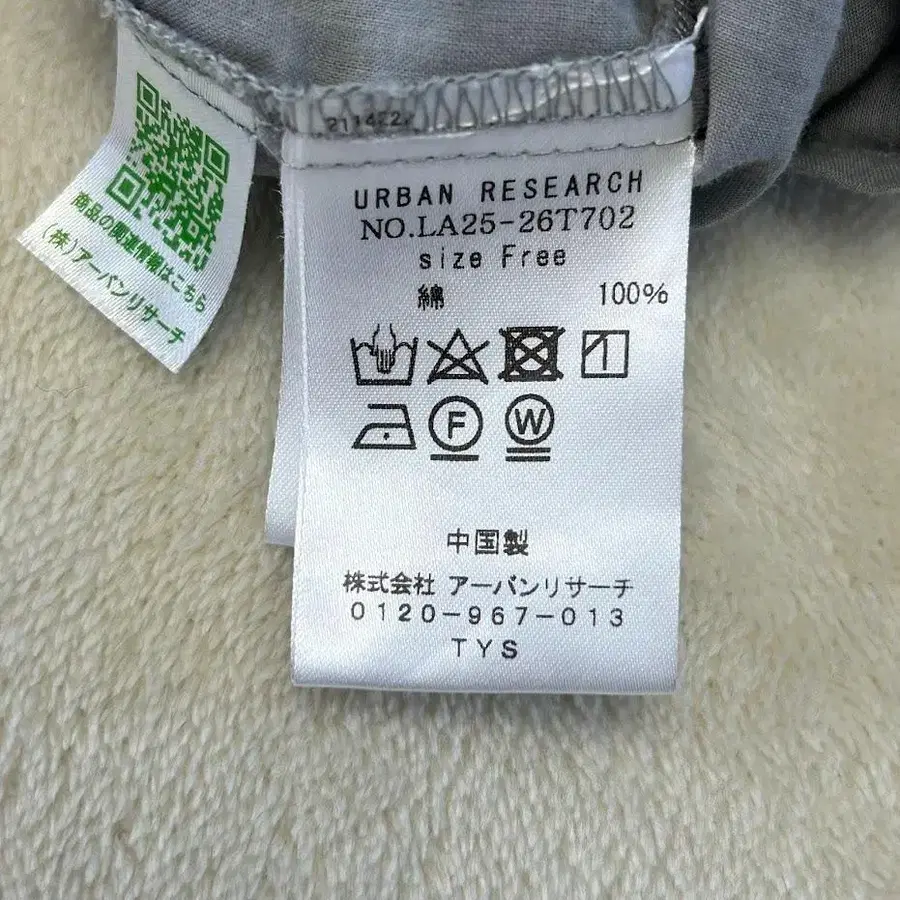 商品の関連情報はこちら
(株)アーバンリサーチ
211422
URBAN RESEARCH
NO.LA25-26T702
size Free
綿 100%
F W
中国製
株式会社 アーバンリサーチ
0120-967-013
TYS